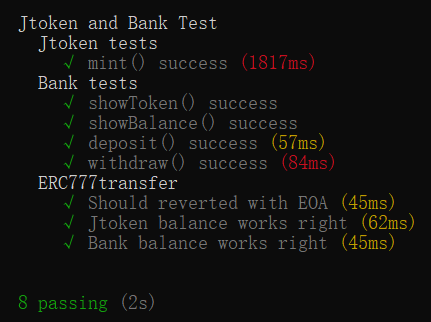 Jtoken and Bank Test
Jtoken tests
√ mint() success (1817ms)
Bank tests
√ showToken() success
√ showBalance() success
√ deposit() success (57ms)
√ withdraw() success (84ms)
ERC777transfer
√ Should reverted with EOA (45ms)
√ Jtoken balance works right (62ms)
√ Bank balance works right (45ms)
8 passing (2s)